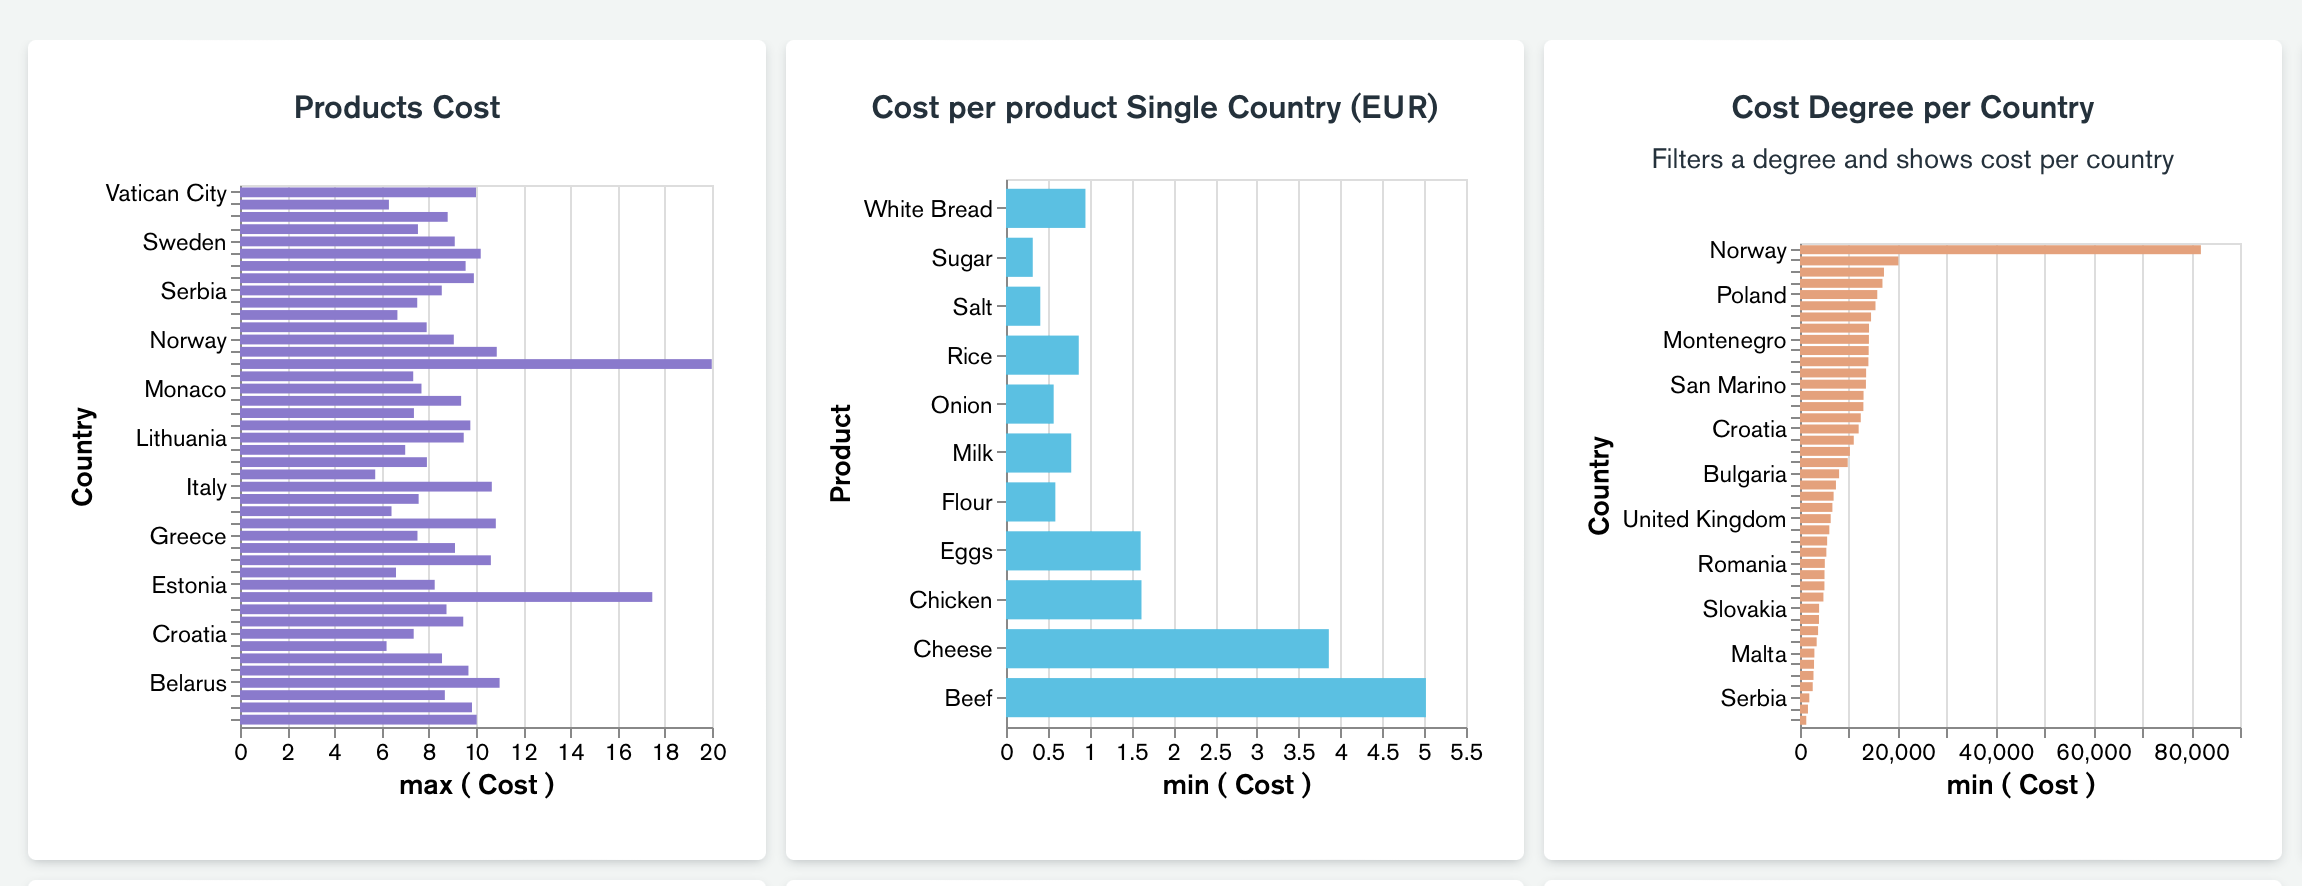 Products Cost
Country
Vatican City
Sweden
Serbia
Norway
Monaco
Lithuania
Italy
Greece
Estonia
Croatia
Belarus
0 2 4 6 8 10 12 14 16 18 20
max ( Cost )
Cost per product Single Country (EUR)
Product
White Bread
Sugar
Salt
Rice
Onion
Milk
Flour
Eggs
Chicken
Cheese
Beef
0 0.5 1 1.5 2 2.5 3 3.5 4 4.5 5 5.5
min ( Cost )
Cost Degree per Country
Filters a degree and shows cost per country
Country
Norway
Poland
Montenegro
San Marino
Croatia
Bulgaria
United Kingdom
Romania
Slovakia
Malta
Serbia
0 20,000 40,000 60,000 80,000
min ( Cost )